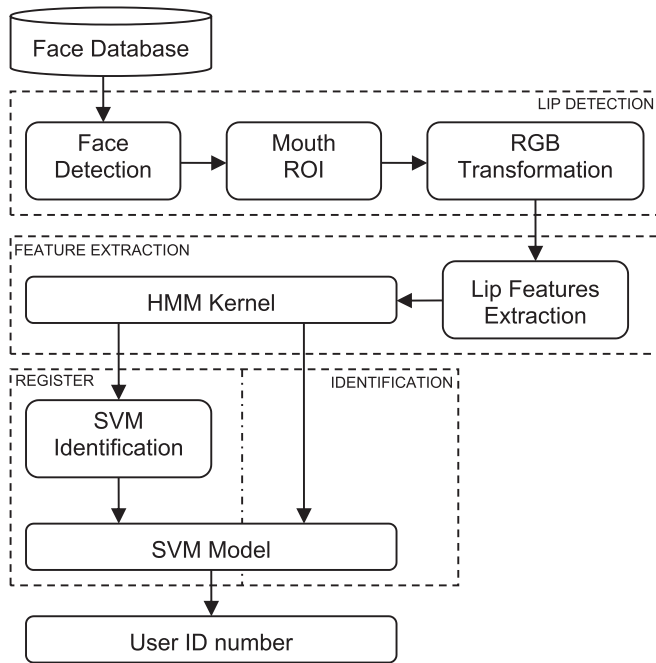 Face Database
LIP DETECTION
Face
Detection
Mouth
ROI
RGB
Transformation
FEATURE EXTRACTION
HMM Kernel
Lip Features
Extraction
REGISTER
IDENTIFICATION
SVM
Identification
SVM Model
User ID number